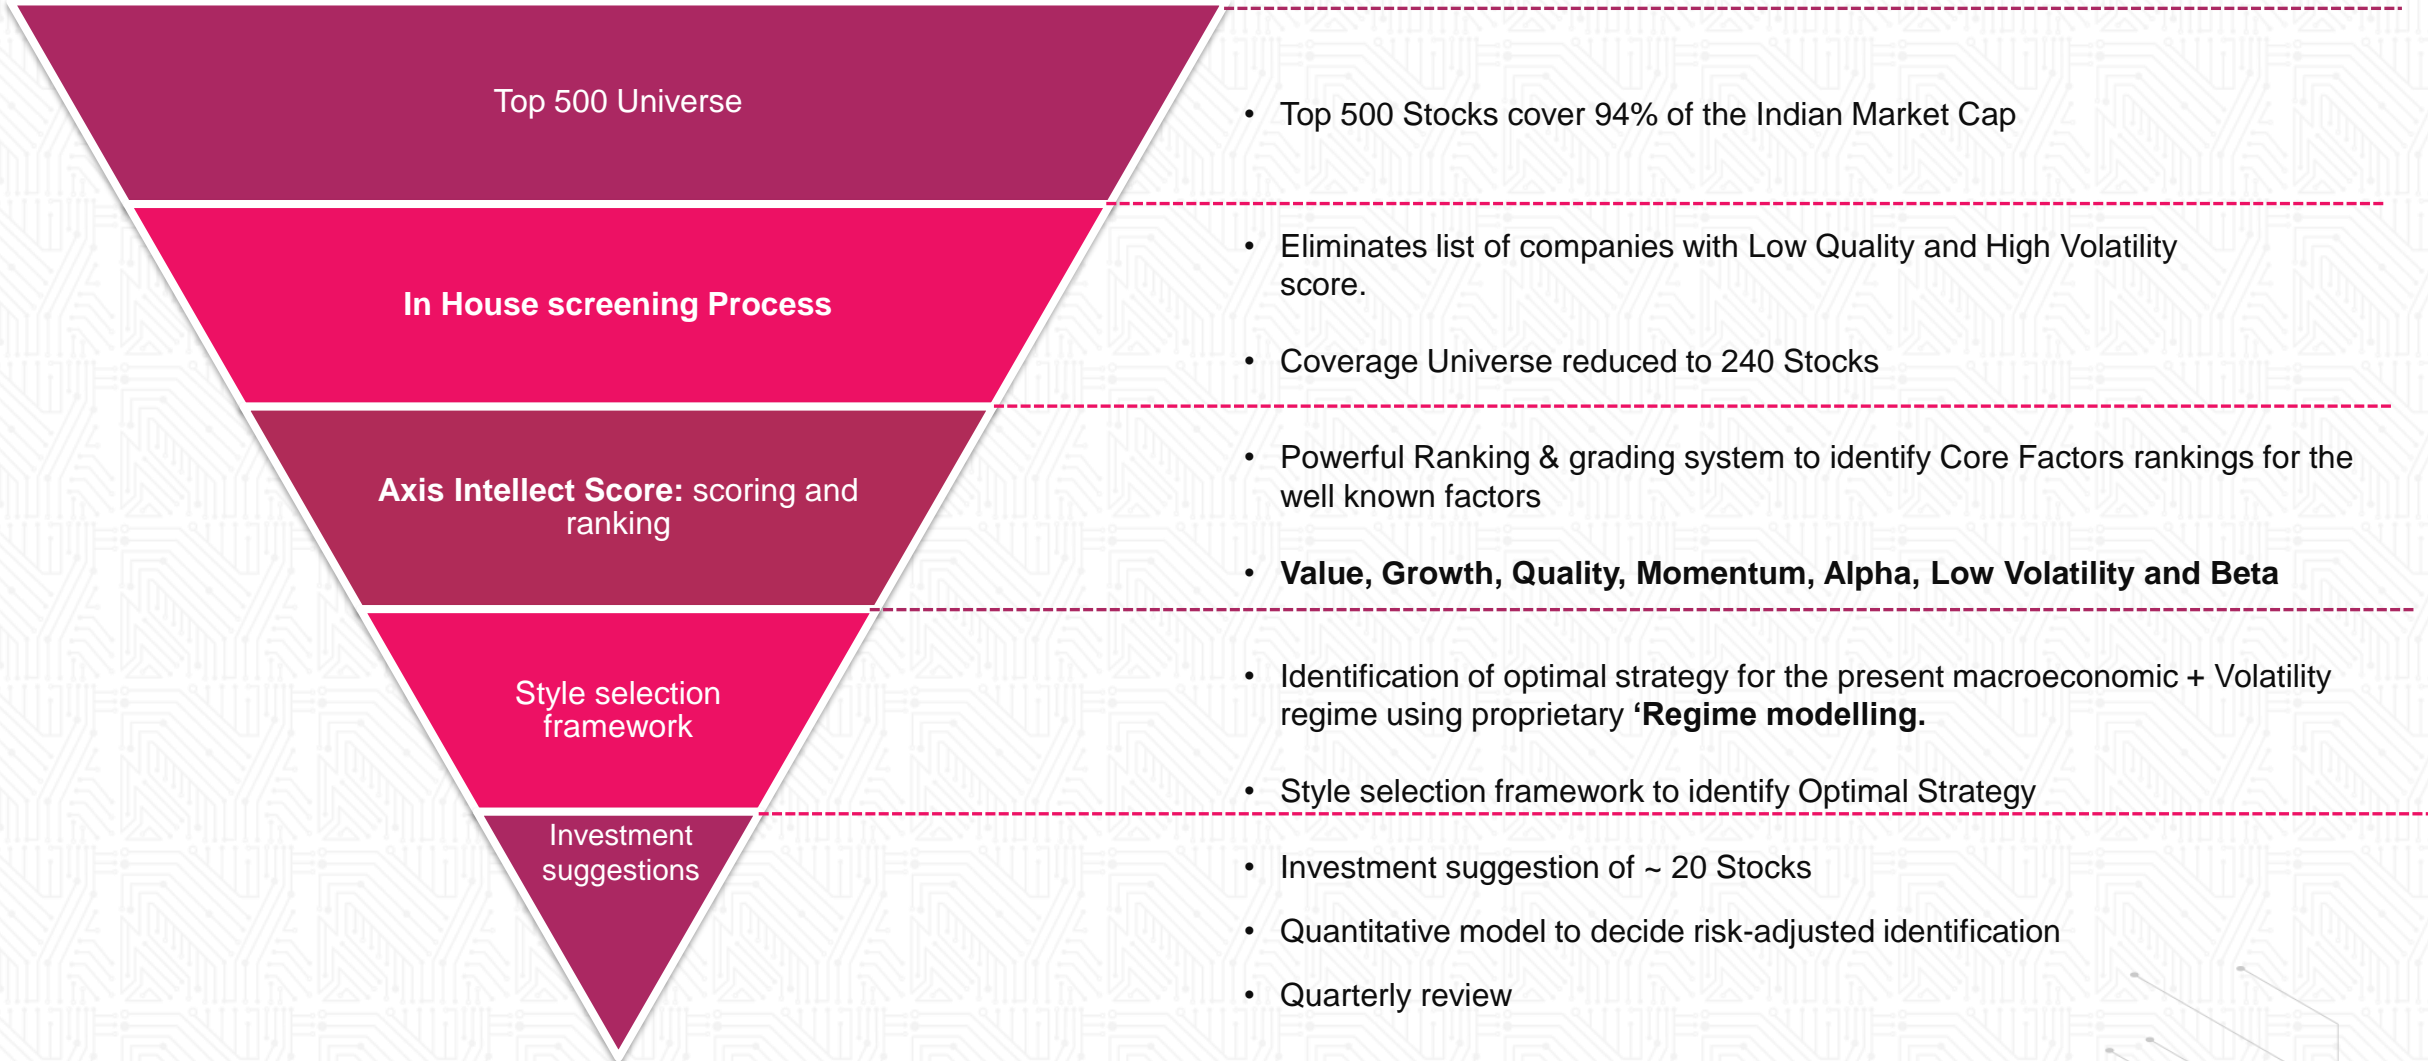 Top 500 Universe
• Top 500 Stocks cover 94% of the Indian Market Cap
In House screening Process
• Eliminates list of companies with Low Quality and High Volatility
score.
• Coverage Universe reduced to 240 Stocks
Axis Intellect Score: scoring and
ranking
• Powerful Ranking & grading system to identify Core Factors rankings for the
well known factors
• Value, Growth, Quality, Momentum, Alpha, Low Volatility and Beta
Style selection
framework
• Identification of optimal strategy for the present macroeconomic + Volatility
regime using proprietary ‘Regime modelling.
• Style selection framework to identify Optimal Strategy
Investment
suggestions
• Investment suggestion of ~ 20 Stocks
• Quantitative model to decide risk-adjusted identification
• Quarterly review